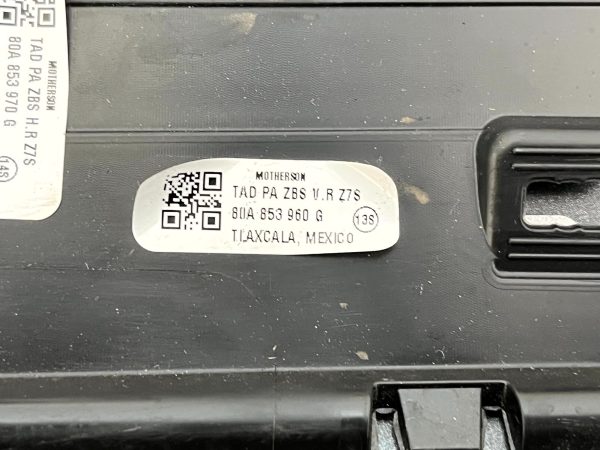 MOTHERSON
TAD PA ZBS H.R Z7S
80A 853 970 G
14S
MOTHERSON
TAD PA ZBS V.R Z7S
80A 853 960 G
13S
TLAXCALA, MEXICO